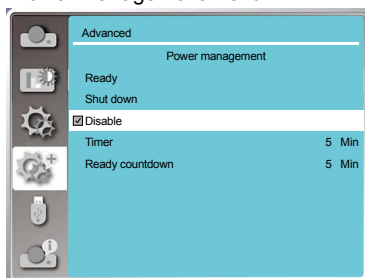 Advanced
Power management
Ready
Shut down
Disable
Timer 5 Min
Ready countdown 5 Min